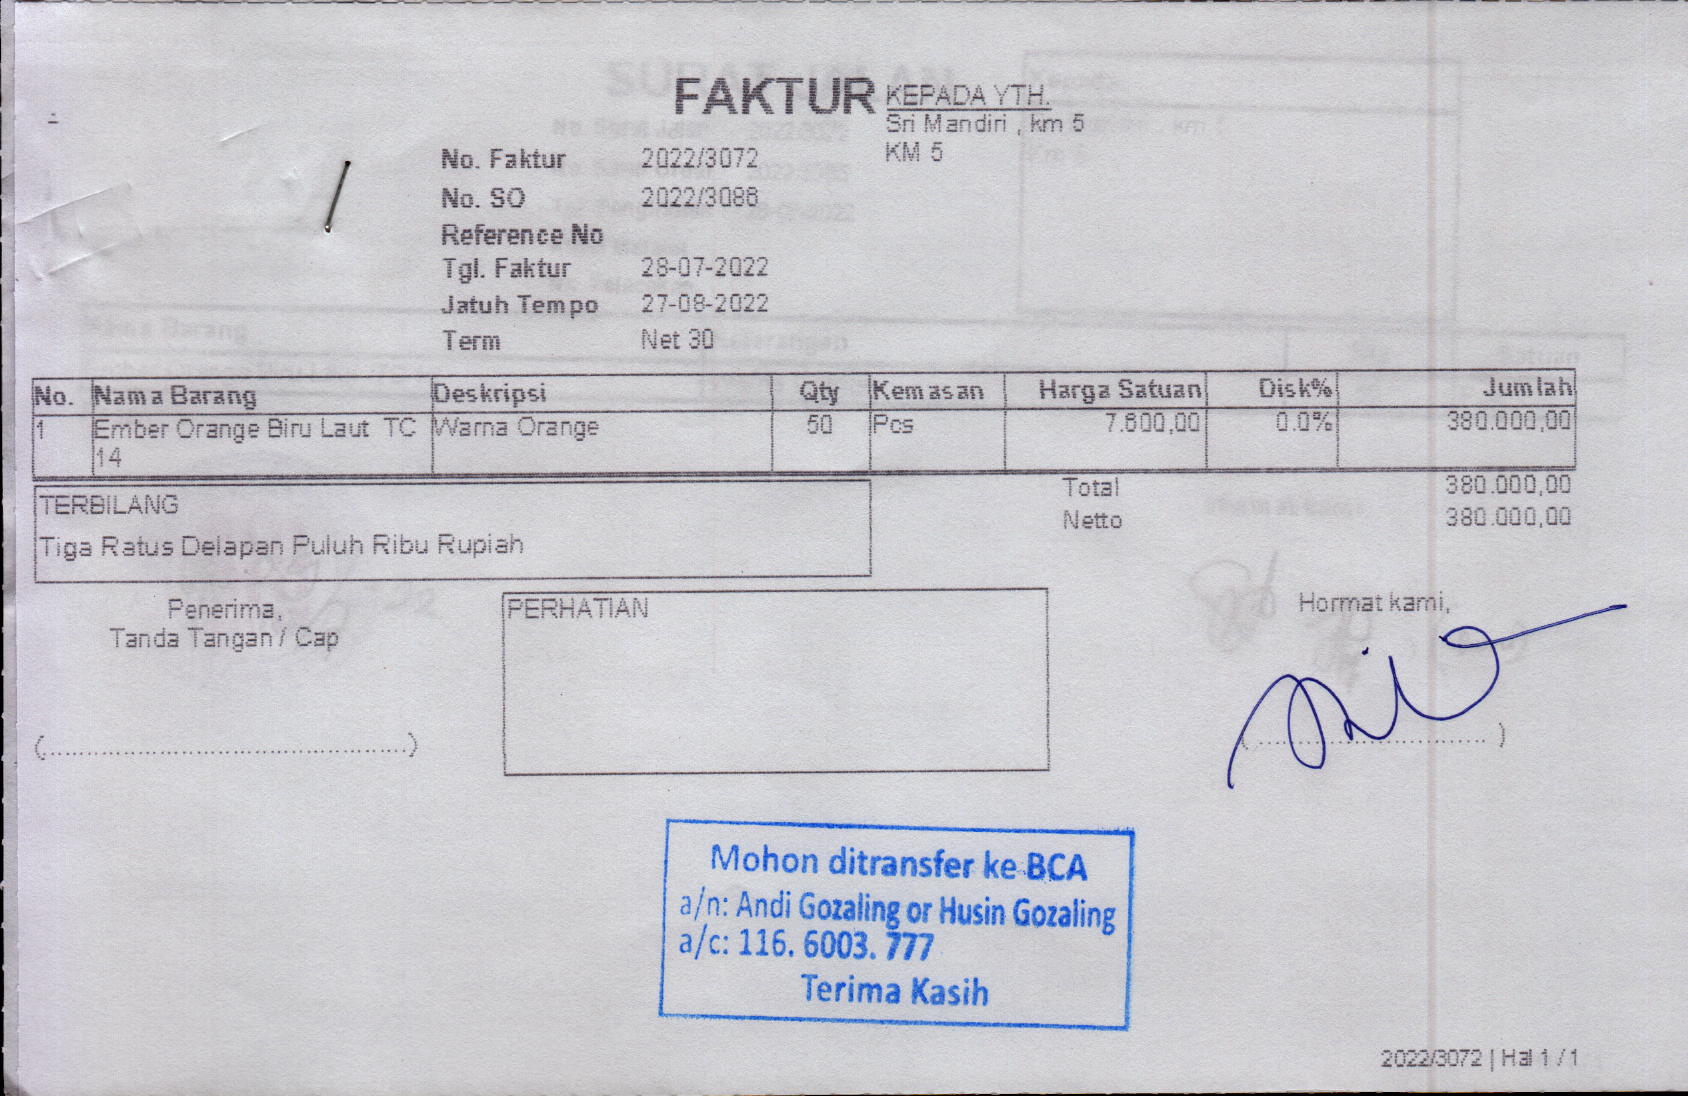 FAKTUR
KEPADA YTH.
Sri Mandiri , km 5
KM 5
No. Faktur 2022/3072
No. SO
Reference No
Tgl. Faktur 28-07-2022
Jatuh Tempo 27-08-2022
Term Net 30
No. Nama Barang Deskripsi Qty Kemasan Harga Satuan Disk% Jumlah
1 Ember Orange Biru Laut TC Warna Orange 50 Pcs 7.600,00 0.0% 380.000,00
14
Total 380.000,00
Netto 380.000,00
TERBILANG
Tiga Ratus Delapan Puluh Ribu Rupiah
Penerima,
Tanda Tangan / Cap
(................................................)
PERHATIAN
Hormat kami,
( ............................... )
Mohon ditransfer ke BCA
a/n: Andi Gozaling or Husin Gozaling
a/c: 116. 6003. 777
Terima Kasih
2022/3072 | Hal 1 / 1